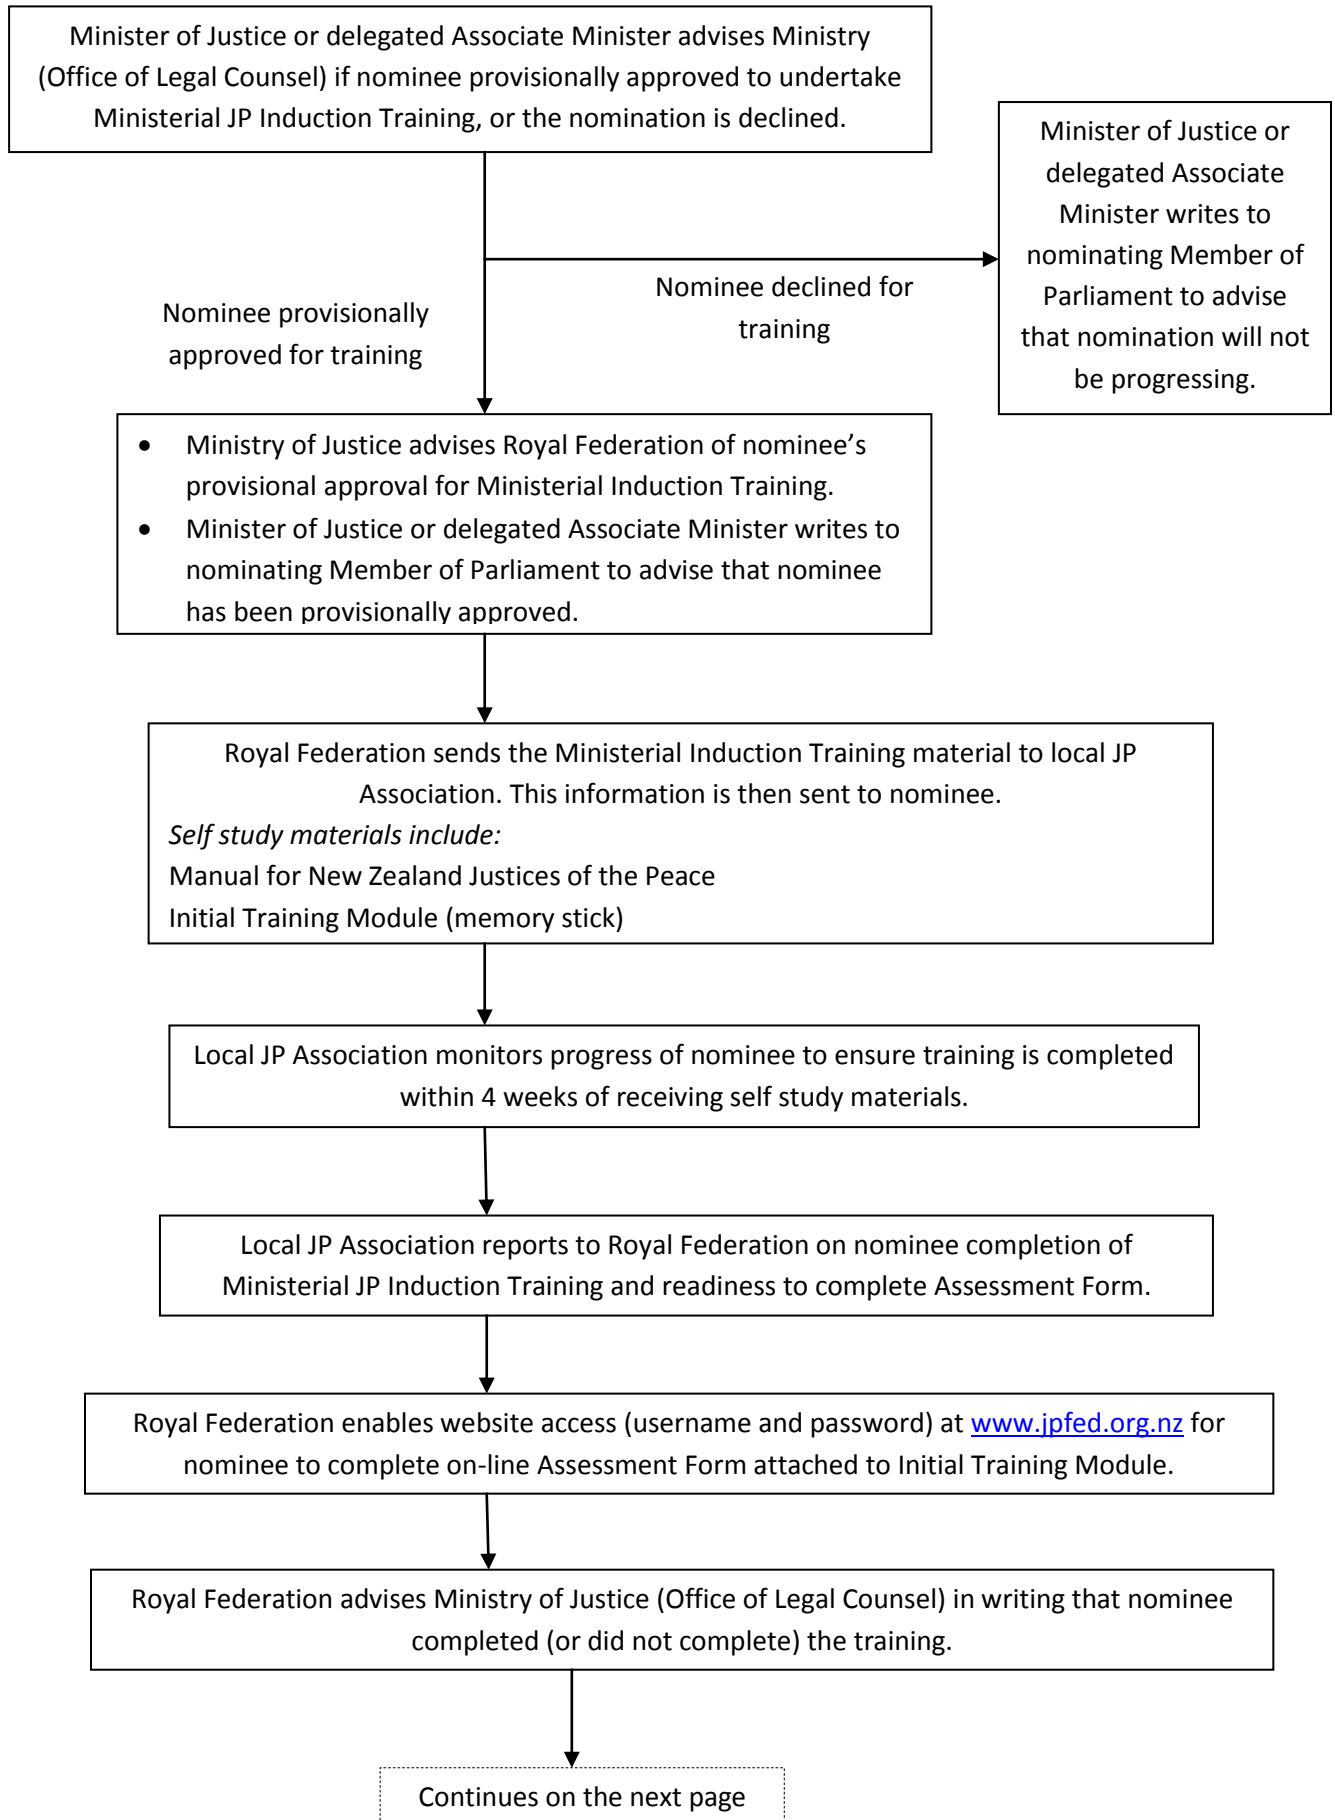 Minister of Justice or delegated Associate Minister advises Ministry
(Office of Legal Counsel) if nominee provisionally approved to undertake
Ministerial JP Induction Training, or the nomination is declined.
Minister of Justice or
delegated Associate
Minister writes to
nominating Member of
Parliament to advise
that nomination will not
be progressing.
Nominee declined for
training
Nominee provisionally
approved for training
• Ministry of Justice advises Royal Federation of nominee’s
provisional approval for Ministerial Induction Training.
• Minister of Justice or delegated Associate Minister writes to
nominating Member of Parliament to advise that nominee
has been provisionally approved.
Royal Federation sends the Ministerial Induction Training material to local JP
Association. This information is then sent to nominee.
Self study materials include:
Manual for New Zealand Justices of the Peace
Initial Training Module (memory stick)
Local JP Association monitors progress of nominee to ensure training is completed
within 4 weeks of receiving self study materials.
Local JP Association reports to Royal Federation on nominee completion of
Ministerial JP Induction Training and readiness to complete Assessment Form.
Royal Federation enables website access (username and password) at www.jpfed.org.nz for
nominee to complete on-line Assessment Form attached to Initial Training Module.
Royal Federation advises Ministry of Justice (Office of Legal Counsel) in writing that nominee
completed (or did not complete) the training.
Continues on the next page